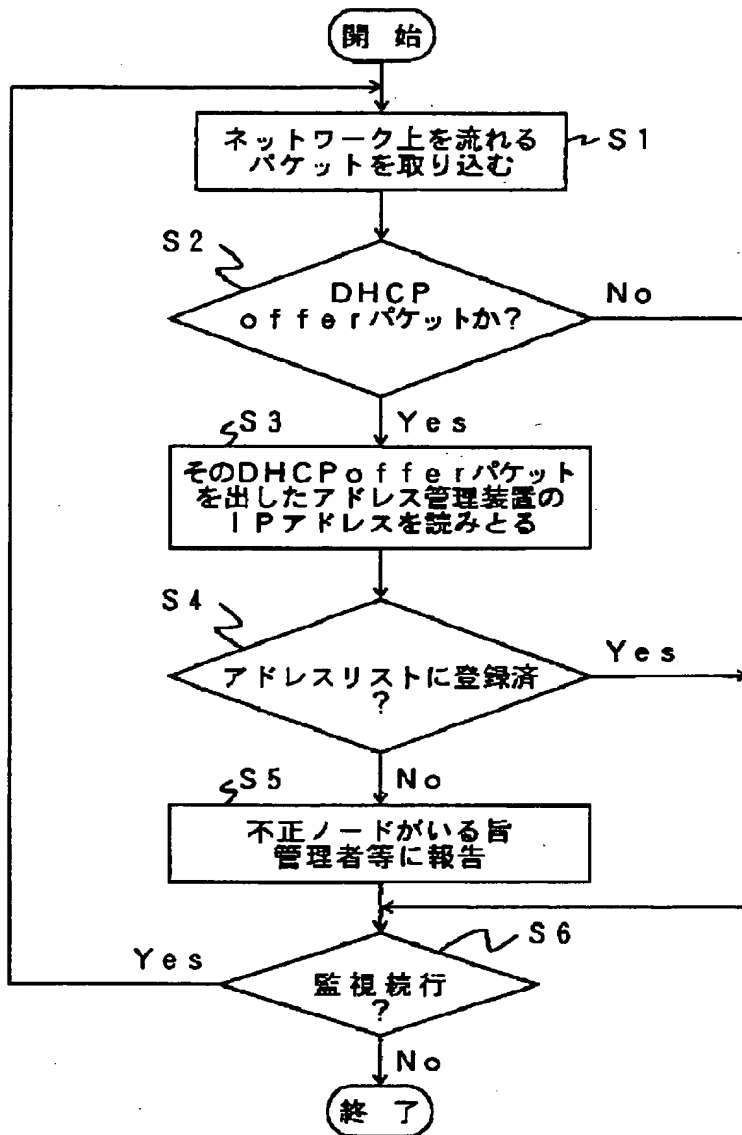 開始
ネットワーク上を流れる
パケットを取り込む
S1
S2
DHCP
offerパケットか?
No
Yes
S3
そのDHCPofferパケット
を出したアドレス管理装置の
IPアドレスを読みとる
S4
アドレスリストに登録済
?
Yes
No
S5
不正ノードがいる旨
管理者等に報告
S6
Yes
監視続行
?
No
終了